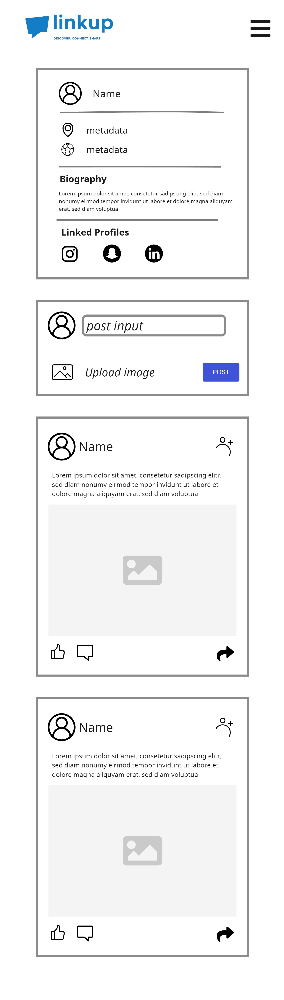 linkup
DISCOVER, CONNECT, SHARE!
Name
metadata
metadata
Biography
Lorem ipsum dolor sit amet, consetetur sadipscing elitr, sed diam
nonumy eirmod tempor invidunt ut labore et dolore magna aliquyam
erat, sed diam voluptua
Linked Profiles
in
post input
Upload image
POST
Name
Lorem ipsum dolor sit amet, consetetur sadipscing elitr,
sed diam nonumy eirmod tempor invidunt ut labore et
dolore magna aliquyam erat, sed diam voluptua
Name
Lorem ipsum dolor sit amet, consetetur sadipscing elitr,
sed diam nonumy eirmod tempor invidunt ut labore et
dolore magna aliquyam erat, sed diam voluptua